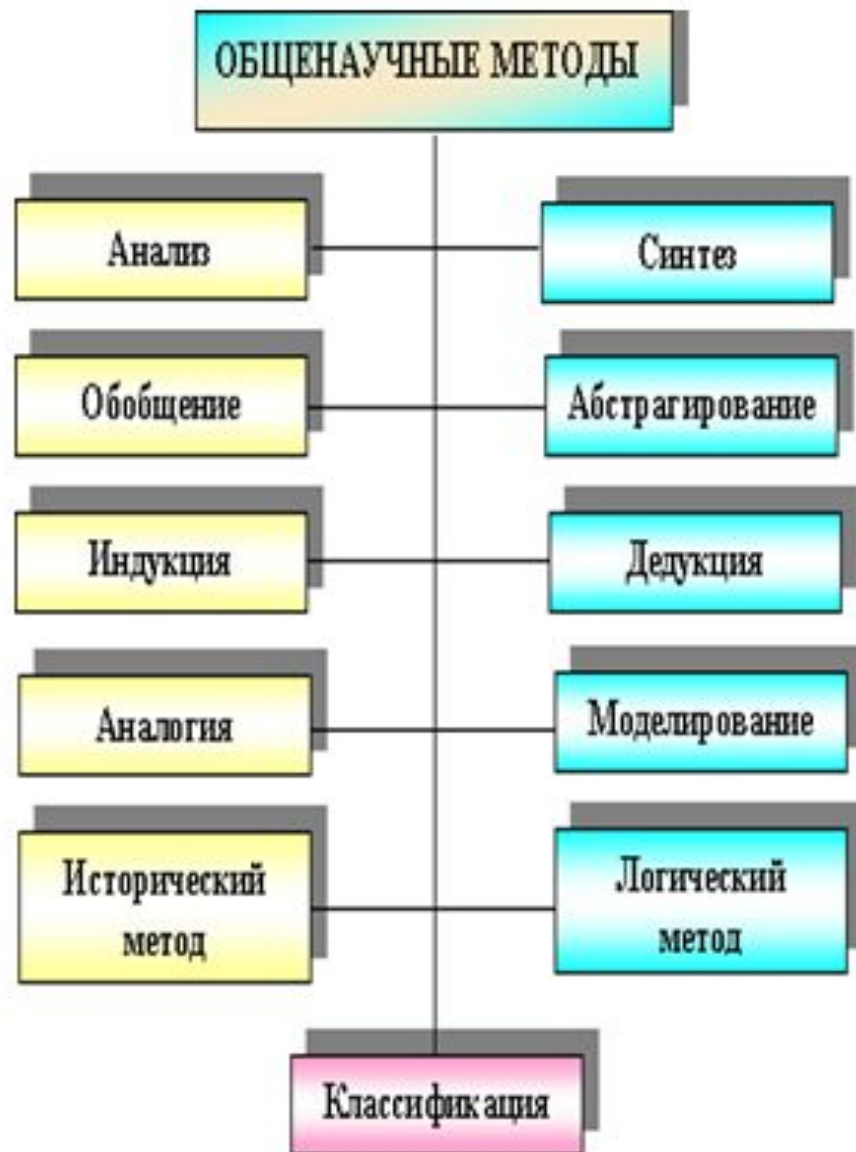 ОБЩЕНАУЧНЫЕ МЕТОДЫ
Анализ
Синтез
Обобщение
Абстрагирование
Индукция
Дедукция
Аналогия
Моделирование
Исторический
метод
Логический
метод
Классификация